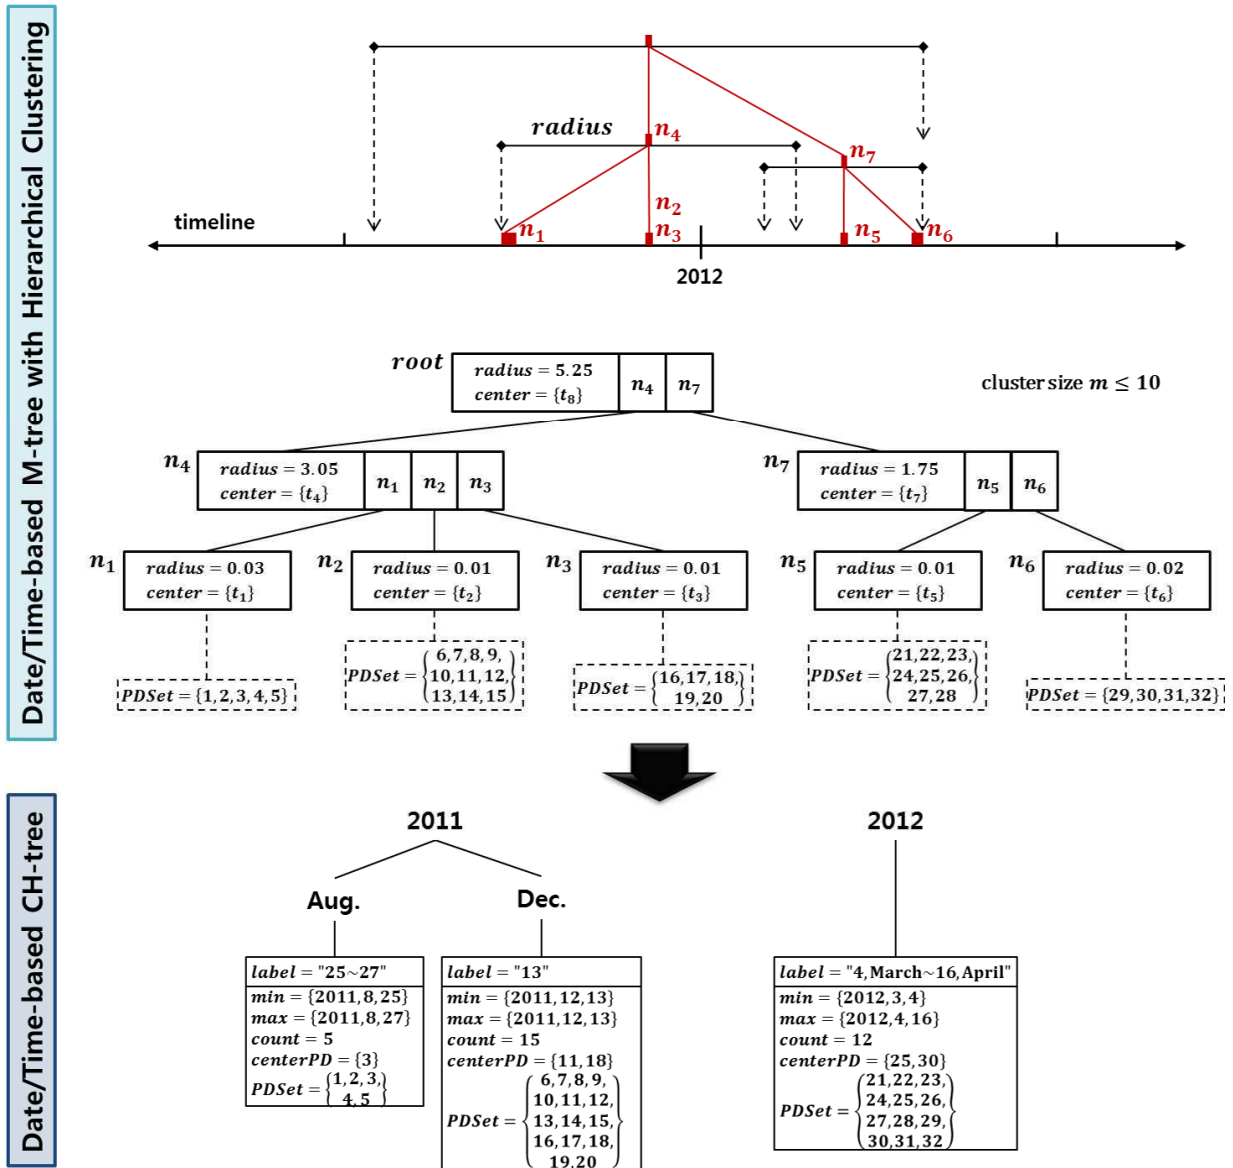 Date/Time-based M-tree with Hierarchical Clustering
radius
n4
n7
n2
timeline
n1
n3
n5
n6
2012
root
radius = 5.25
center = {t8}
n4
n7
cluster size m ≤ 10
n4
radius = 3.05
center = {t4}
n1
n2
n3
n7
radius = 1.75
center = {t7}
n5
n6
n1
radius = 0.03
center = {t1}
n2
radius = 0.01
center = {t2}
n3
radius = 0.01
center = {t3}
n5
radius = 0.01
center = {t5}
n6
radius = 0.02
center = {t6}
PDSet = {1,2,3,4,5}
PDSet = {6,7,8,9,
10,11,12,
13,14,15}
PDSet = {16,17,18,
19,20}
PDSet = {21,22,23,
24,25,26,
27,28}
PDSet = {29,30,31,32}
Date/Time-based CH-tree
2011
2012
Aug.
Dec.
label = "25~27"
min = {2011,8,25}
max = {2011,8,27}
count = 5
centerPD = {3}
PDSet = {1,2,3,
4,5}
label = "13"
min = {2011,12,13}
max = {2011,12,13}
count = 15
centerPD = {11,18}
PDSet = {6,7,8,9,
10,11,12,
13,14,15,
16,17,18,
19,20
label = "4,March~16,April"
min = {2012,3,4}
max = {2012,4,16}
count = 12
centerPD = {25,30}
PDSet = {21,22,23,
24,25,26,
27,28,29,
30,31,32}